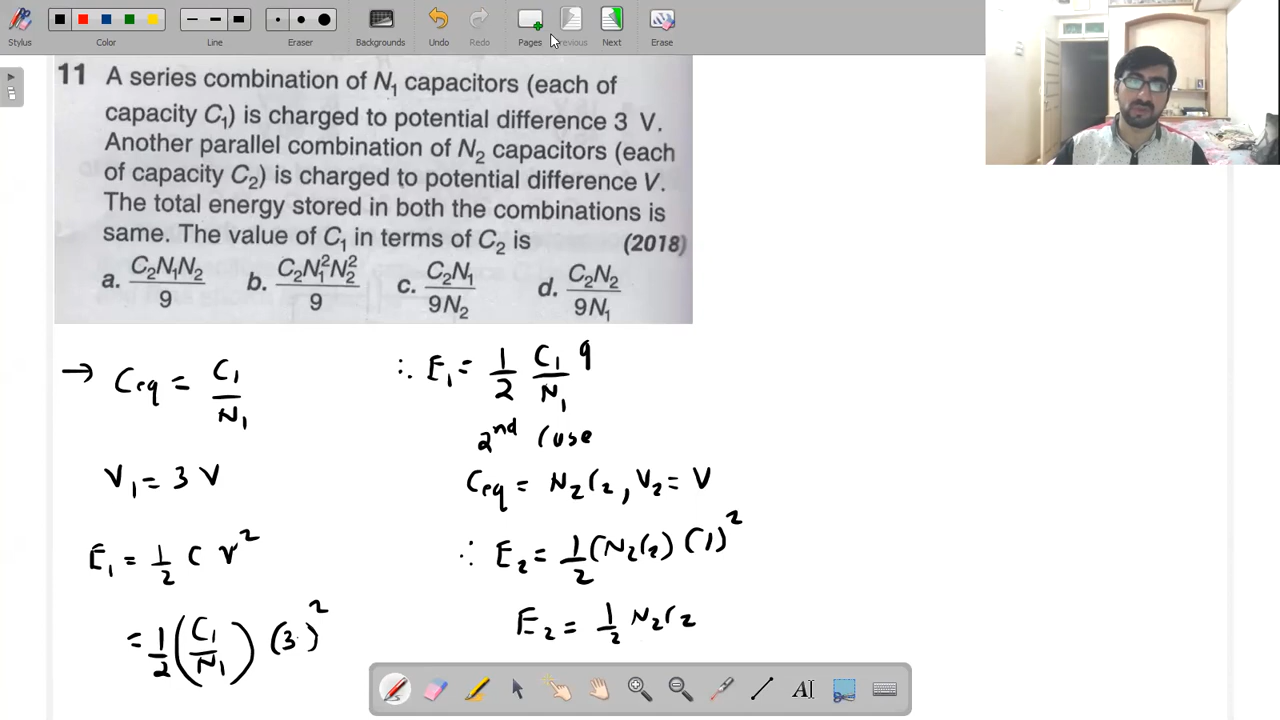 Stylus
Color
Line
Eraser
Backgrounds
Undo
Redo
Pages
Previous
Next
Erase
11 A series combination of N₁ capacitors (each of
capacity C₁) is charged to potential difference 3 V.
Another parallel combination of N₂ capacitors (each
of capacity C₂) is charged to potential difference V.
The total energy stored in both the combinations is
same. The value of C₁ in terms of C₂ is (2018)
a. C₂N₁N₂/9 b. C₂N₁²N₂²/9 c. C₂N₁/9N₂ d. C₂N₂/9N₁
→ Ceq = C₁/N₁
V₁ = 3 V
E₁ = 1/2 C V²
= 1/2 (C₁/N₁) (3)²
∴ E₁ = 1/2 C₁/N₁ 9
2nd Case
Ceq = N₂C₂, V₂ = V
∴ E₂ = 1/2 (N₂C₂) (1)²
E₂ = 1/2 N₂C₂